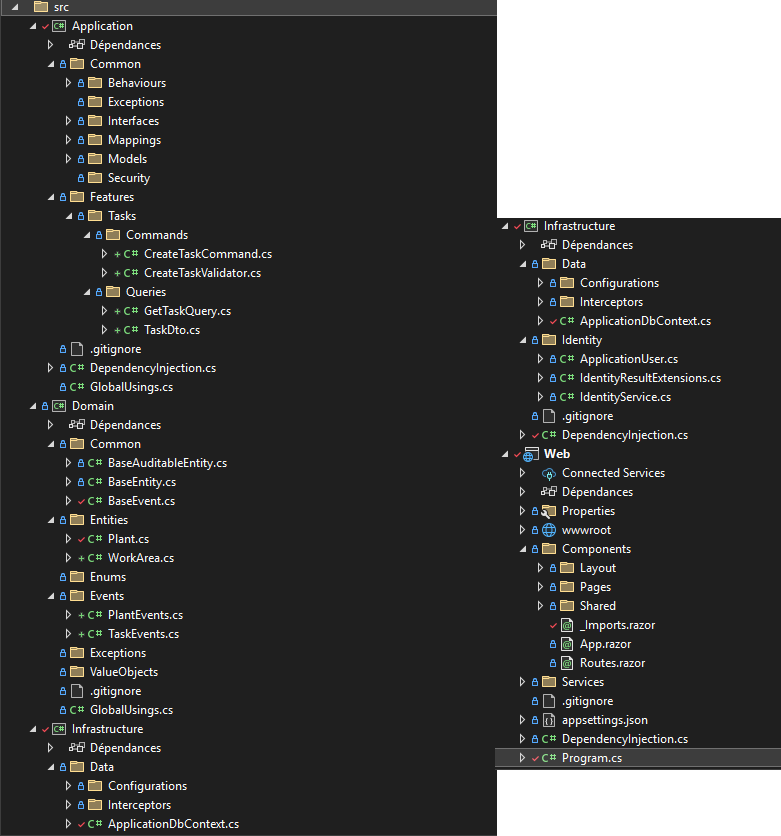 src
Application
Dépendances
Common
Behaviours
Exceptions
Interfaces
Mappings
Models
Security
Features
Tasks
Commands
CreateTaskCommand.cs
CreateTaskValidator.cs
Queries
GetTaskQuery.cs
TaskDto.cs
.gitignore
DependencyInjection.cs
GlobalUsings.cs
Domain
Dépendances
Common
BaseAuditableEntity.cs
BaseEntity.cs
BaseEvent.cs
Entities
Plant.cs
WorkArea.cs
Enums
Events
PlantEvents.cs
TaskEvents.cs
Exceptions
ValueObjects
.gitignore
GlobalUsings.cs
Infrastructure
Dépendances
Data
Configurations
Interceptors
ApplicationDbContext.cs
Infrastructure
Dépendances
Data
Configurations
Interceptors
ApplicationDbContext.cs
Identity
ApplicationUser.cs
IdentityResultExtensions.cs
IdentityService.cs
.gitignore
DependencyInjection.cs
Web
Connected Services
Dépendances
Properties
wwwroot
Components
Layout
Pages
Shared
_Imports.razor
App.razor
Routes.razor
Services
.gitignore
appsettings.json
DependencyInjection.cs
Program.cs